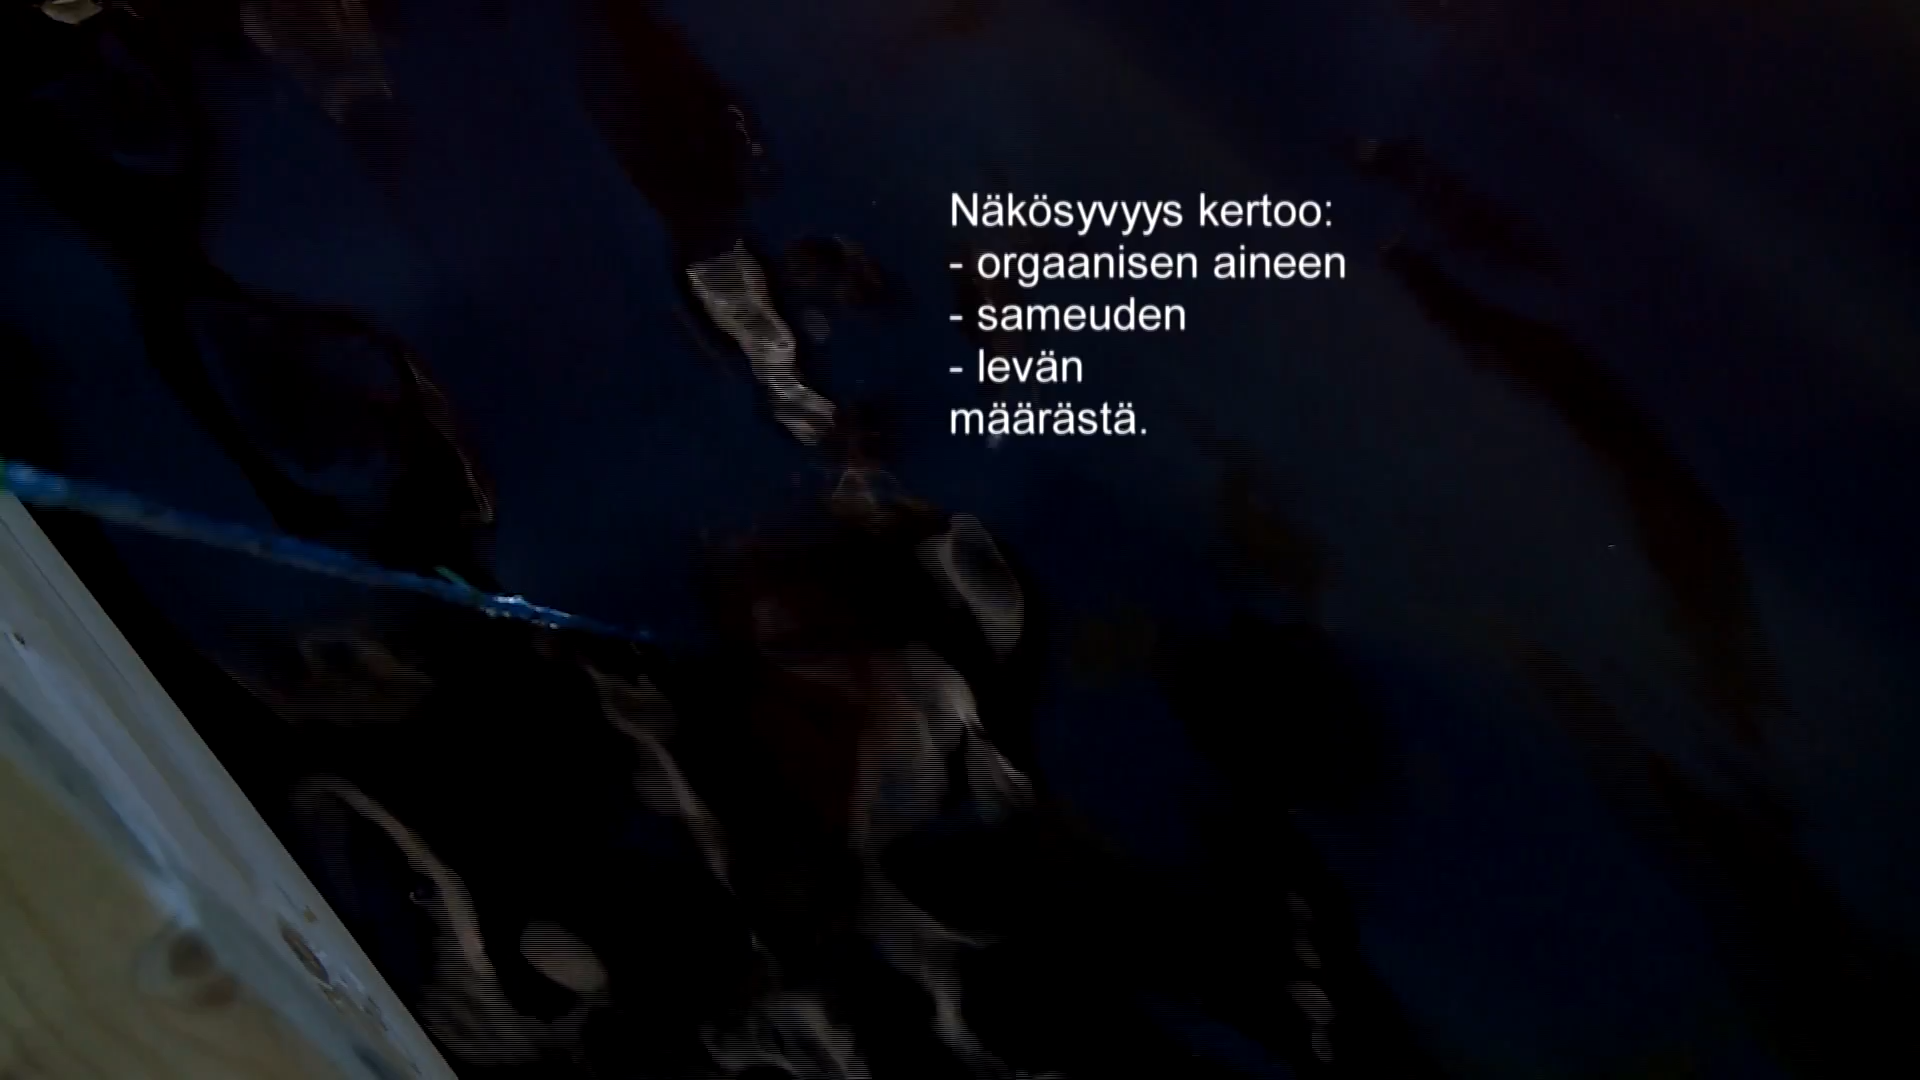 Näkösyvyys kertoo:
- orgaanisen aineen
- sameuden
- levän
määrästä.